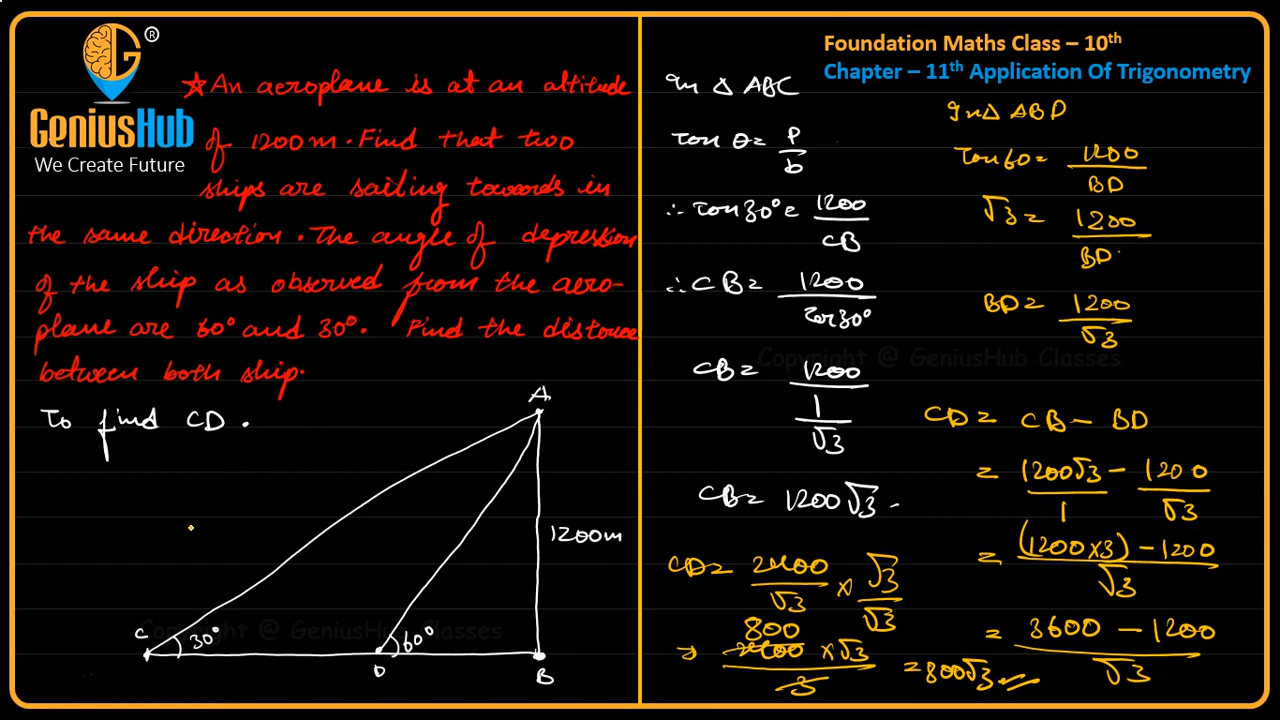 ®
GENIUSHUB
We Create Future
★ An aeroplane is at an altitude
of 1200m. Find that two
ships are sailing towards in
the same direction. The angle of depression
of the ship as observed from the aero-
plane are 60° and 30°. Find the distance
between both ship.
To find CD.
A
1200m
C 30°
D 60°
B
Copyright @ GeniusHub Classes
Foundation Maths Class – 10th
Chapter – 11th Application Of Trigonometry
In Δ ABC
Tan θ = P/b
∴ Tan 30° = 1200/CB
∴ CB = 1200/Tan30°
CB = 1200/(1/√3)
CB = 1200√3
CD = 2400/√3 × √3/√3
→ 800 2400 × √3/3 = 800√3
In Δ ABD
Tan 60 = 1200/BD
√3 = 1200/BD
BD = 1200/√3
Copyright @ GeniusHub Classes
CD = CB – BD
= 1200√3/1 – 1200/√3
= (1200×3) – 1200/√3
= 3600 – 1200/√3